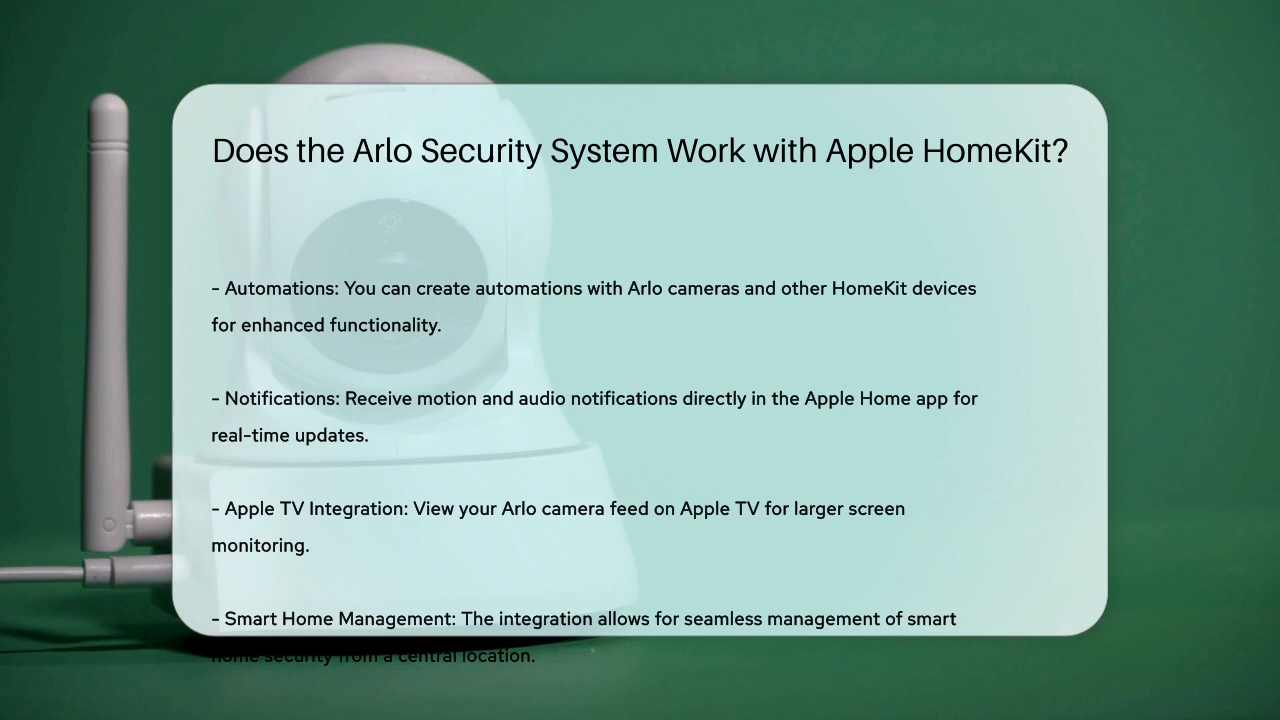 Does the Arlo Security System Work with Apple HomeKit?
- Automations: You can create automations with Arlo cameras and other HomeKit devices
for enhanced functionality.
- Notifications: Receive motion and audio notifications directly in the Apple Home app for
real-time updates.
- Apple TV Integration: View your Arlo camera feed on Apple TV for larger screen
monitoring.
- Smart Home Management: The integration allows for seamless management of smart
home security from a central location.